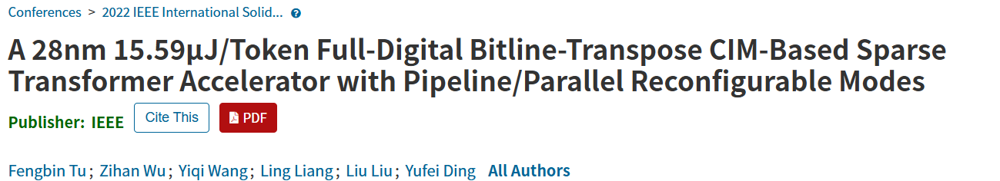 Conferences > 2022 IEEE International Solid... ?
A 28nm 15.59µJ/Token Full-Digital Bitline-Transpose CIM-Based Sparse
Transformer Accelerator with Pipeline/Parallel Reconfigurable Modes
Publisher: IEEE Cite This PDF
Fengbin Tu; Zihan Wu; Yiqi Wang; Ling Liang; Liu Liu; Yufei Ding All Authors